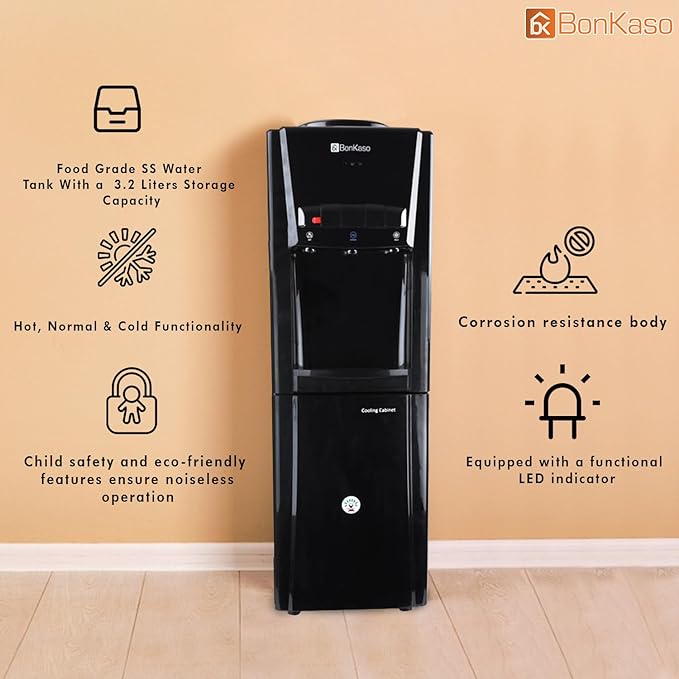 BonKaso
BonKaso
Food Grade SS Water
Tank With a 3.2 Liters Storage
Capacity
Hot, Normal & Cold Functionality
Corrosion resistance body
Cooling Cabinet
Child safety and eco-friendly
features ensure noiseless
operation
Equipped with a functional
LED indicator